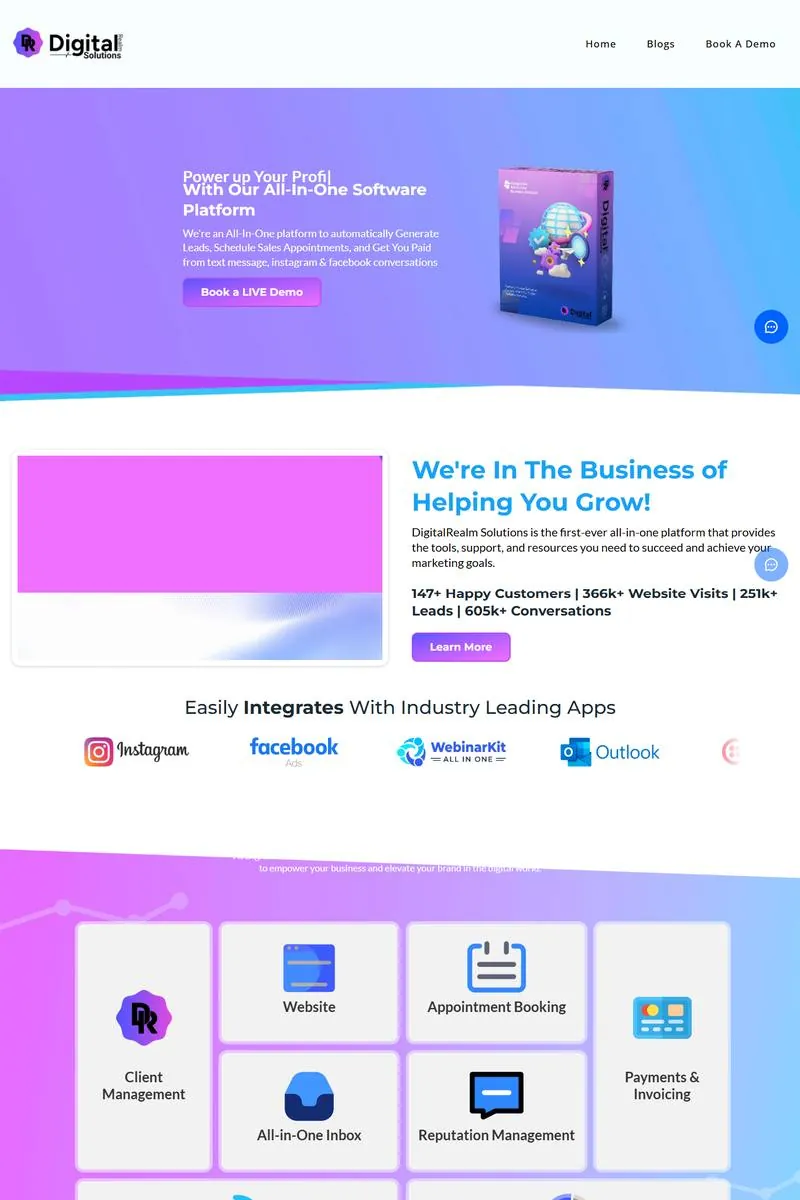 DR Digital Realm
Solutions
Home Blogs Book A Demo
Power up Your Profi|
With Our All-In-One Software
Platform
We're an All-In-One platform to automatically Generate
Leads, Schedule Sales Appointments, and Get You Paid
from text message, instagram & facebook conversations
Book a LIVE Demo
Digital
We're In The Business of
Helping You Grow!
DigitalRealm Solutions is the first-ever all-in-one platform that provides
the tools, support, and resources you need to succeed and achieve your
marketing goals.
147+ Happy Customers | 366k+ Website Visits | 251k+
Leads | 605k+ Conversations
Learn More
Easily Integrates With Industry Leading Apps
Instagram
facebook
Ads
WebinarKit
ALL IN ONE
Outlook
to empower your business and elevate your brand in the digital world.
DR
Client
Management
Website
Appointment Booking
Payments &
Invoicing
All-in-One Inbox
Reputation Management